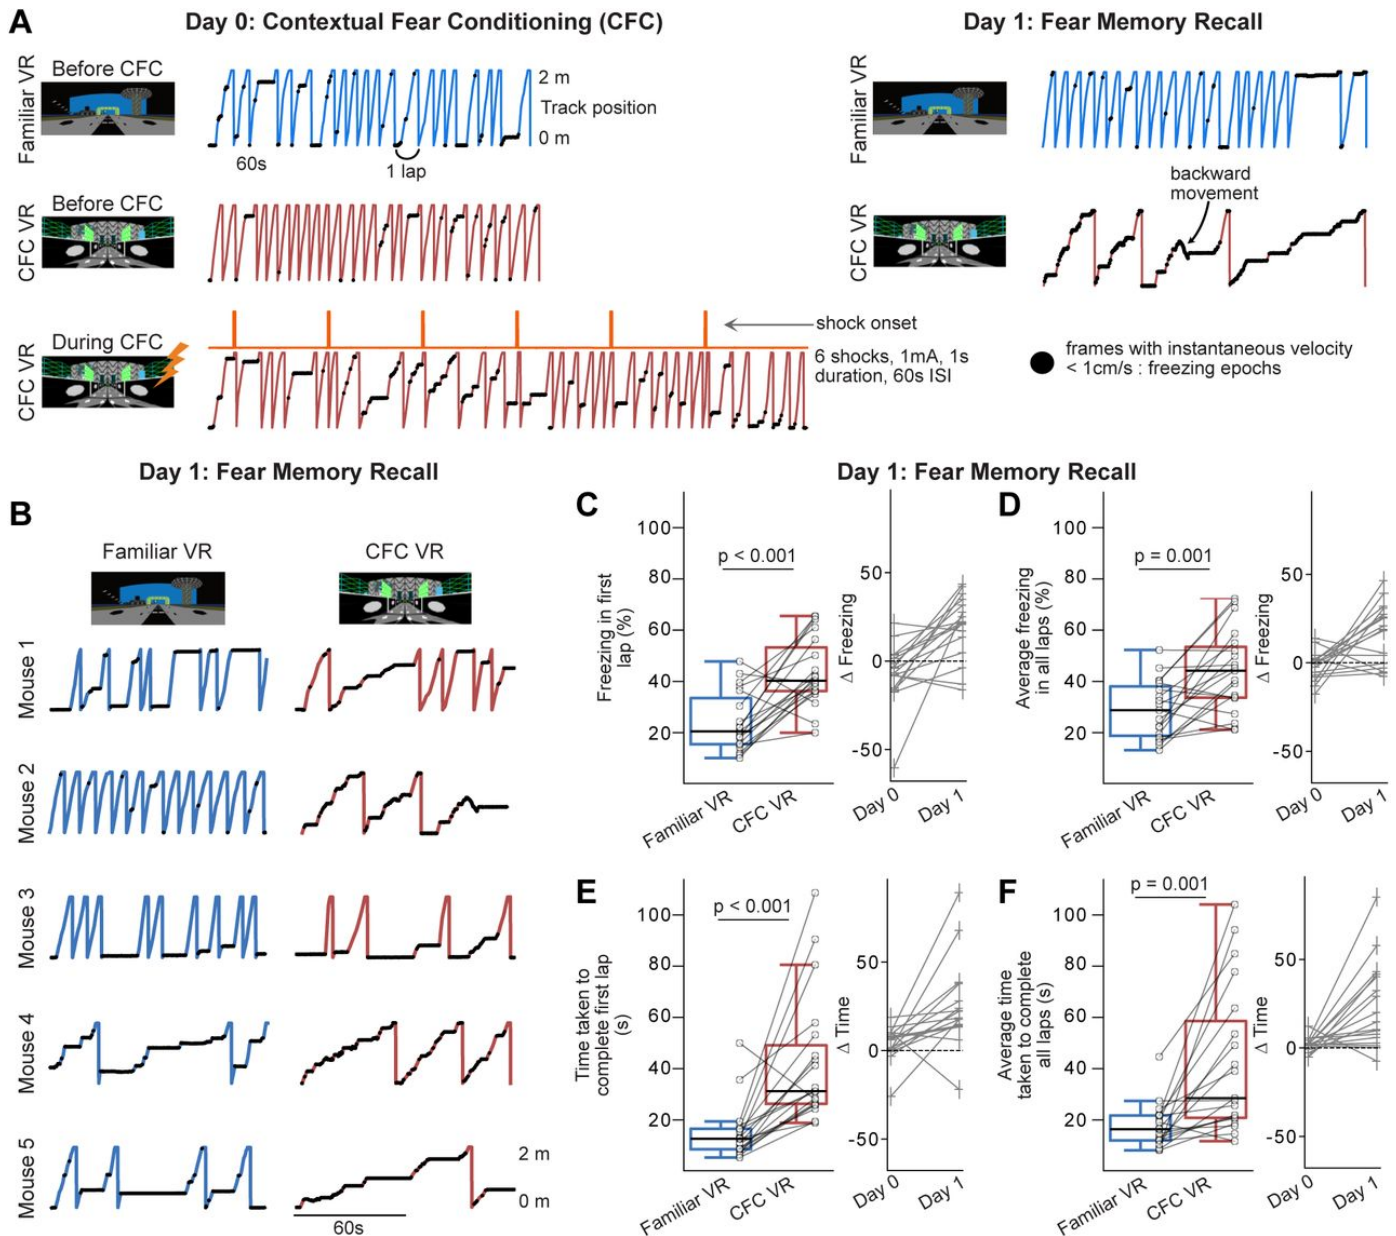 A
Day 0: Contextual Fear Conditioning (CFC)
Day 1: Fear Memory Recall
Familiar VR
Before CFC
2 m
Track position
0 m
60s
1 lap
Familiar VR
CFC VR
Before CFC
CFC VR
backward
movement
CFC VR
During CFC
shock onset
6 shocks, 1mA, 1s
duration, 60s ISI
frames with instantaneous velocity
< 1cm/s : freezing epochs
Day 1: Fear Memory Recall
Day 1: Fear Memory Recall
B
Familiar VR
CFC VR
Mouse 1
Mouse 2
Mouse 3
Mouse 4
Mouse 5
2 m
0 m
60s
C
Freezing in first
lap (%)
100
80
60
40
20
p < 0.001
Familiar VR
CFC VR
Δ Freezing
50
0
-50
Day 0
Day 1
D
Average freezing
in all laps (%)
100
80
60
40
20
p = 0.001
Familiar VR
CFC VR
Δ Freezing
50
0
-50
Day 0
Day 1
E
Time taken to
complete first lap
(s)
100
80
60
40
20
p < 0.001
Familiar VR
CFC VR
Δ Time
50
0
-50
Day 0
Day 1
F
Average time
taken to complete
all laps (s)
100
80
60
40
20
p = 0.001
Familiar VR
CFC VR
Δ Time
50
0
-50
Day 0
Day 1